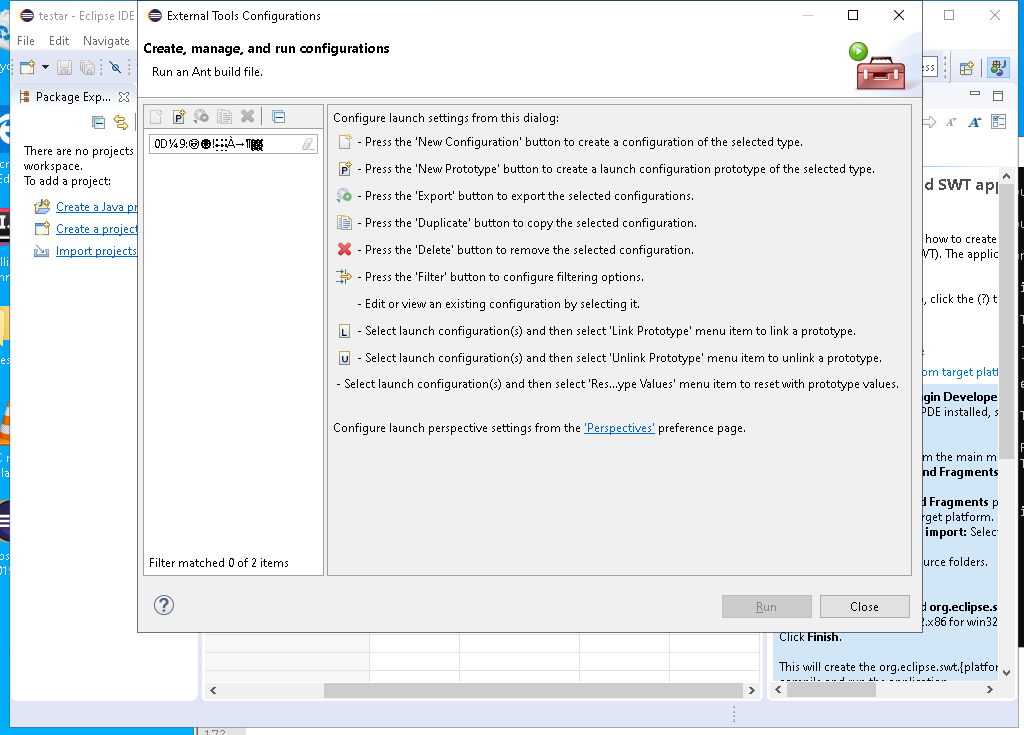 testar - Eclipse IDE
File Edit Navigate
Package Exp...
There are no projects
workspace.
To add a project:
Create a Java pr
Create a project
Import projects
External Tools Configurations
Create, manage, and run configurations
Run an Ant build file.
Filter matched 0 of 2 items
Configure launch settings from this dialog:
- Press the 'New Configuration' button to create a configuration of the selected type.
- Press the 'New Prototype' button to create a launch configuration prototype of the selected type.
- Press the 'Export' button to export the selected configurations.
- Press the 'Duplicate' button to copy the selected configuration.
- Press the 'Delete' button to remove the selected configuration.
- Press the 'Filter' button to configure filtering options.
- Edit or view an existing configuration by selecting it.
- Select launch configuration(s) and then select 'Link Prototype' menu item to link a prototype.
- Select launch configuration(s) and then select 'Unlink Prototype' menu item to unlink a prototype.
- Select launch configuration(s) and then select 'Res...ype Values' menu item to reset with prototype values.
Configure launch perspective settings from the 'Perspectives' preference page.
Run
Close
d SWT app
how to create
WT). The applic
, click the (?) t
om target platf
gin Develope
PDE installed, s
m the main m
nd Fragments
d Fragments p
rget platform.
import: Selec
urce folders.
d org.eclipse.s
2.x86 for win32
Click Finish.
This will create the org.eclipse.swt.{platfor
compile and run the application.